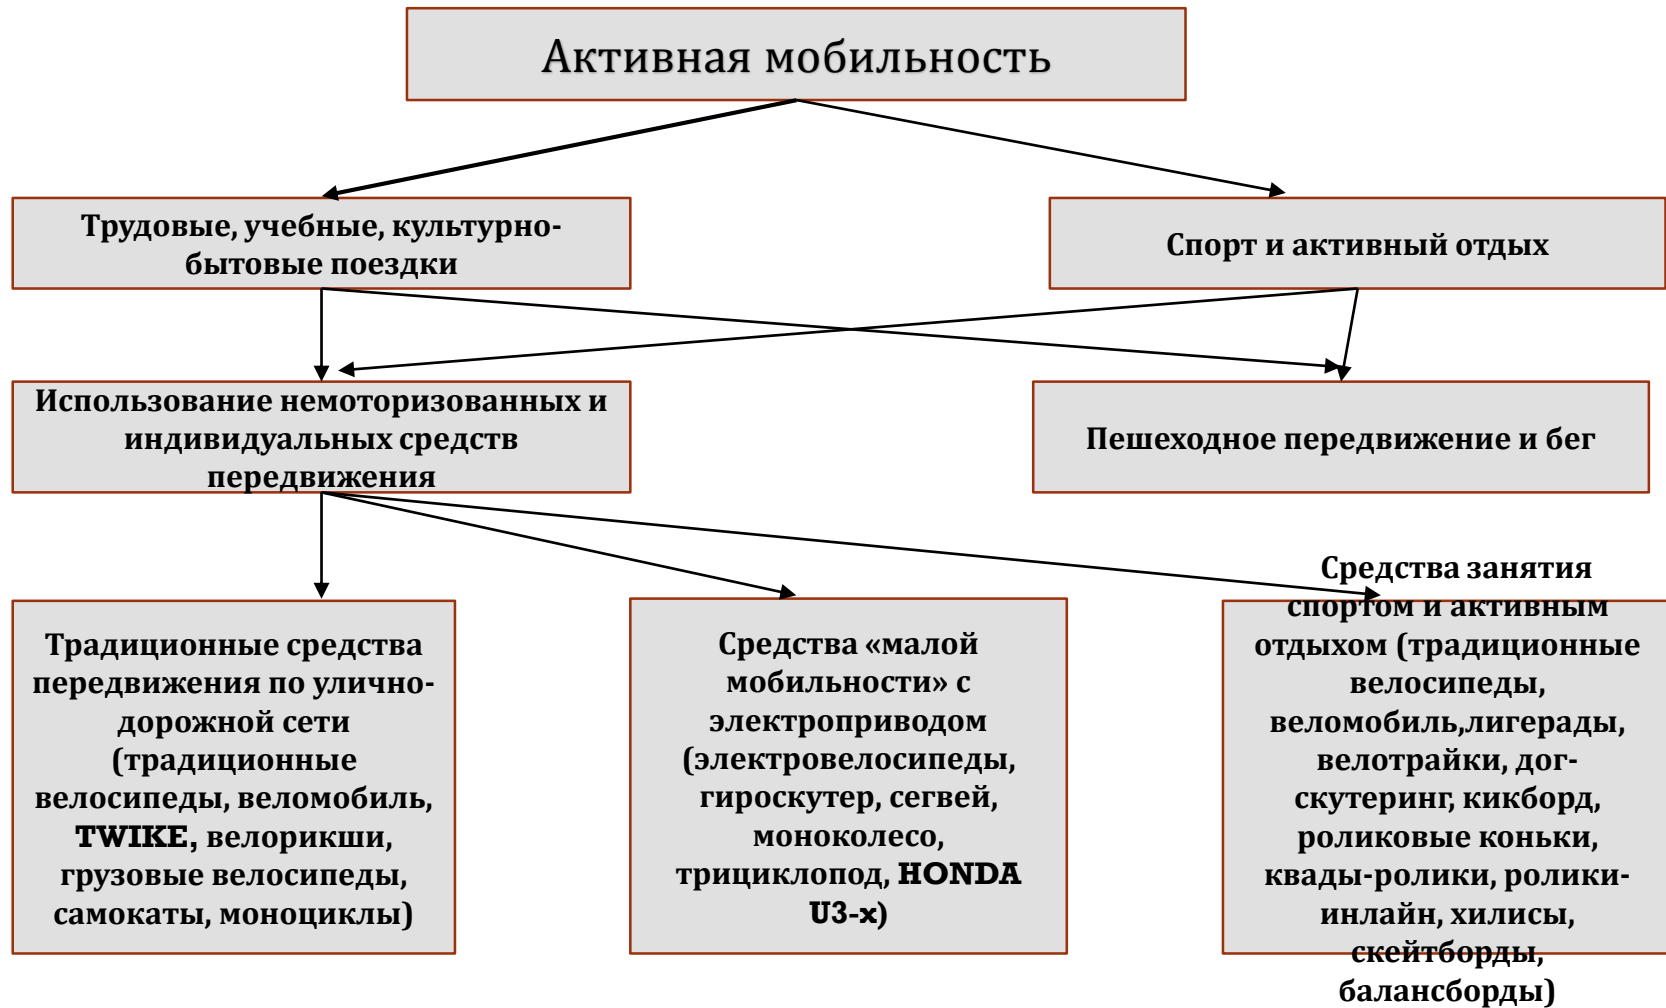 Активная мобильность
Трудовые, учебные, культурно-
бытовые поездки
Спорт и активный отдых
Использование немоторизованных и
индивидуальных средств
передвижения
Пешеходное передвижение и бег
Традиционные средства
передвижения по улично-
дорожной сети
(традиционные
велосипеды, веломобиль,
TWIKE, велорикши,
грузовые велосипеды,
самокаты, моноциклы)
Средства «малой
мобильности» с
электроприводом
(электровелосипеды,
гироскутер, сегвей,
моноколесо,
трициклопод, HONDA
U3-x)
Средства занятия
спортом и активным
отдыхом (традиционные
велосипеды,
веломобиль,лигерады,
велотрайки, дог-
скутеринг, кикборд,
роликовые коньки,
квады-ролики, ролики-
инлайн, хилисы,
скейтборды,
балансборды)